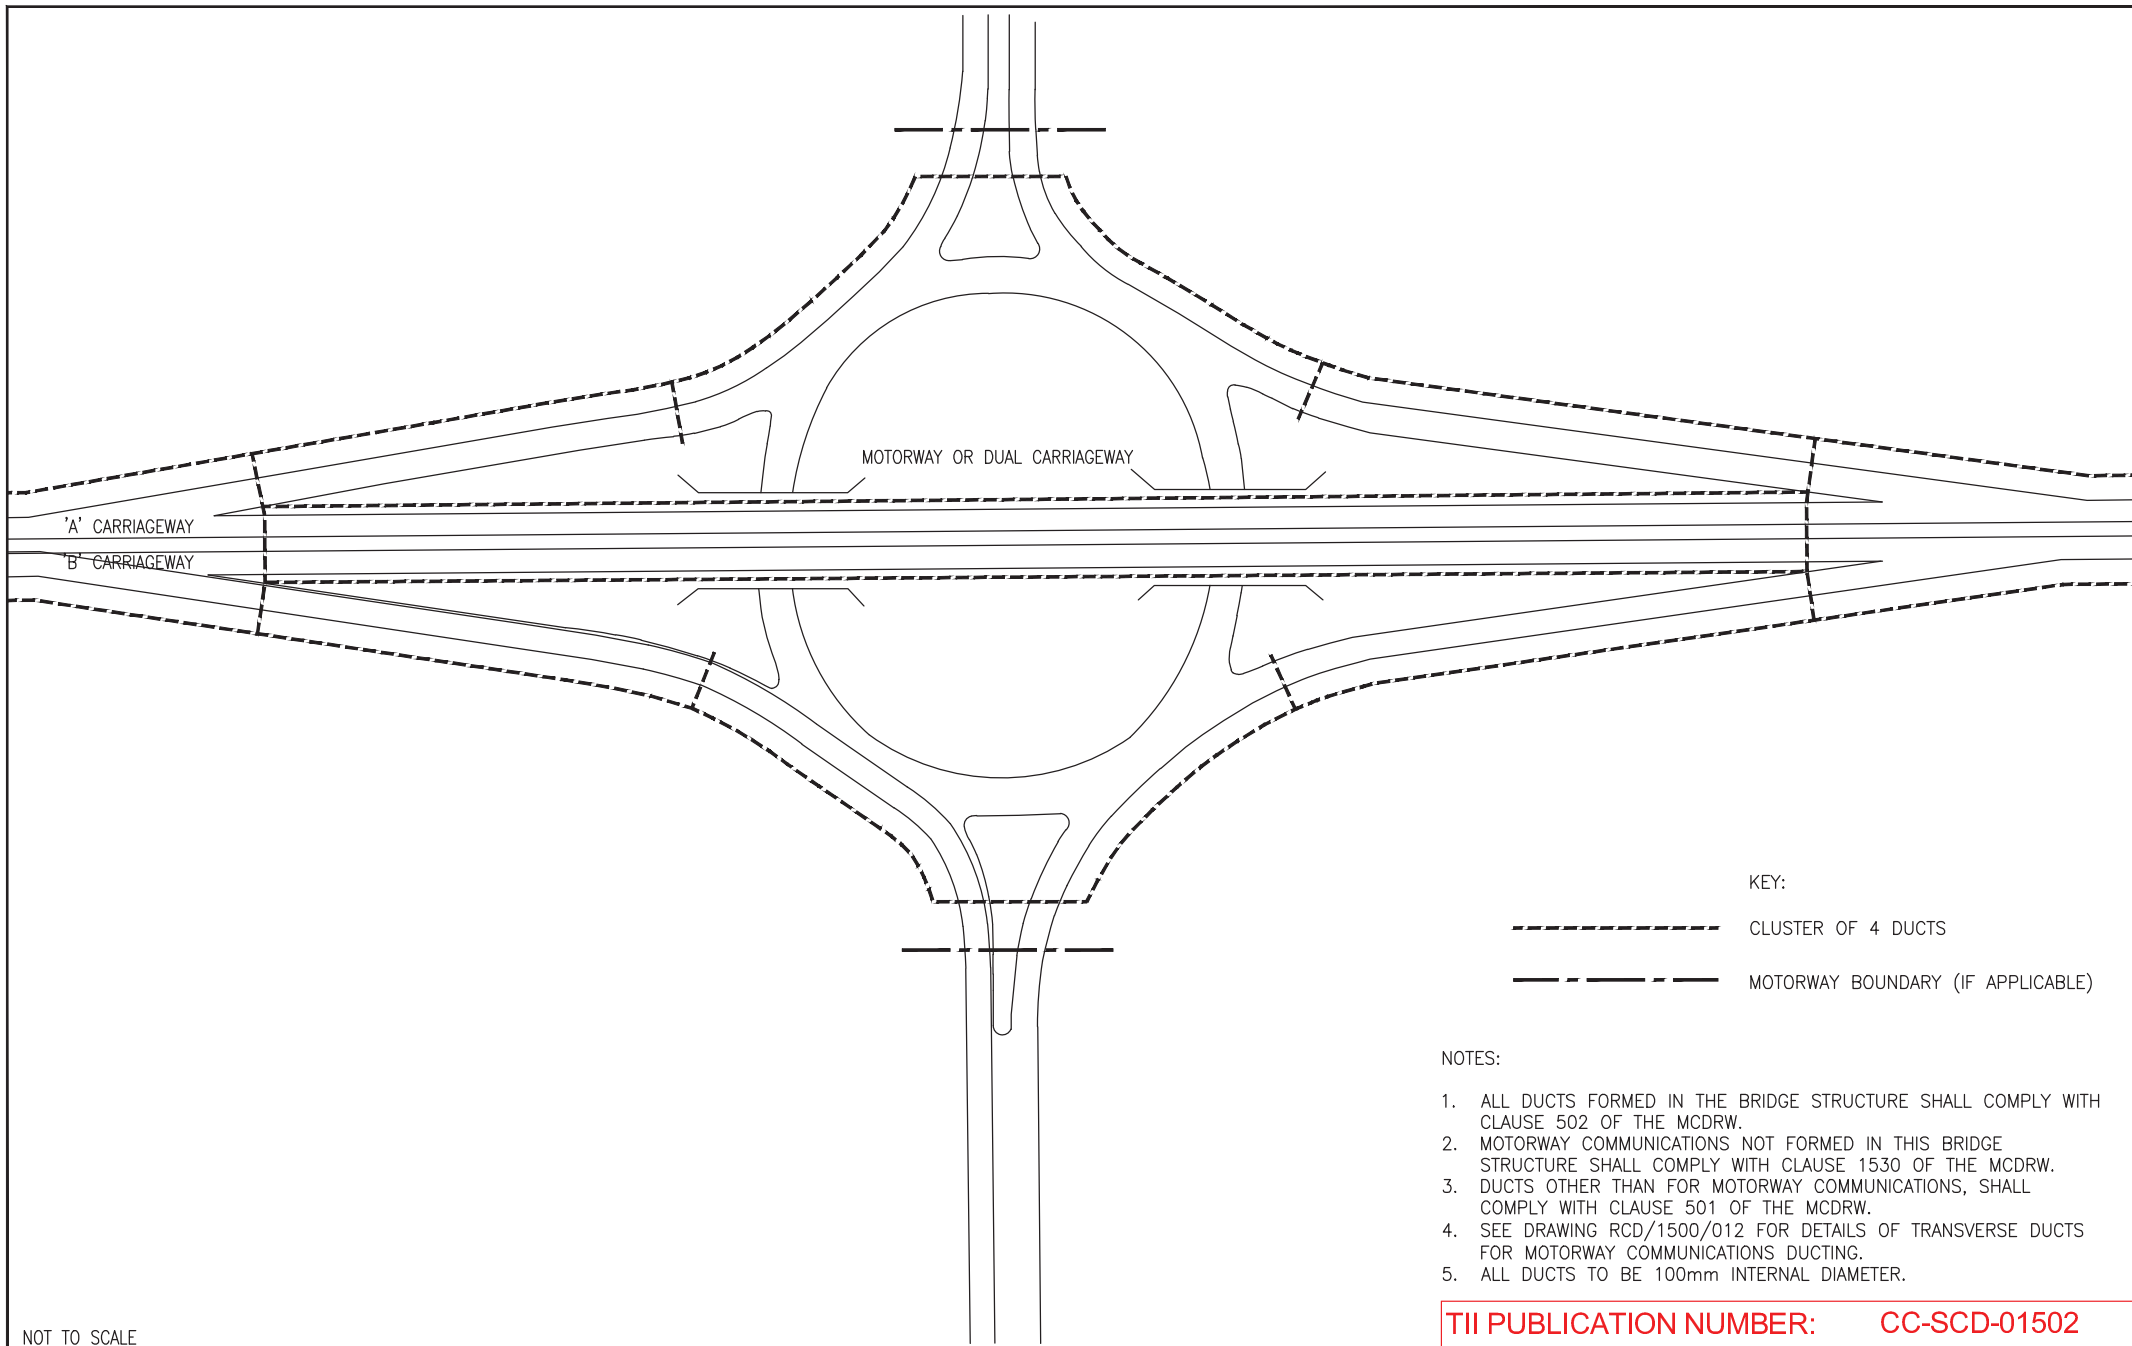 MOTORWAY OR DUAL CARRIAGEWAY
'A' CARRIAGEWAY
'B' CARRIAGEWAY
KEY:
CLUSTER OF 4 DUCTS
MOTORWAY BOUNDARY (IF APPLICABLE)
NOTES:
1. ALL DUCTS FORMED IN THE BRIDGE STRUCTURE SHALL COMPLY WITH
CLAUSE 502 OF THE MCDRW.
2. MOTORWAY COMMUNICATIONS NOT FORMED IN THIS BRIDGE
STRUCTURE SHALL COMPLY WITH CLAUSE 1530 OF THE MCDRW.
3. DUCTS OTHER THAN FOR MOTORWAY COMMUNICATIONS, SHALL
COMPLY WITH CLAUSE 501 OF THE MCDRW.
4. SEE DRAWING RCD/1500/012 FOR DETAILS OF TRANSVERSE DUCTS
FOR MOTORWAY COMMUNICATIONS DUCTING.
5. ALL DUCTS TO BE 100mm INTERNAL DIAMETER.
TII PUBLICATION NUMBER: CC-SCD-01502
NOT TO SCALE